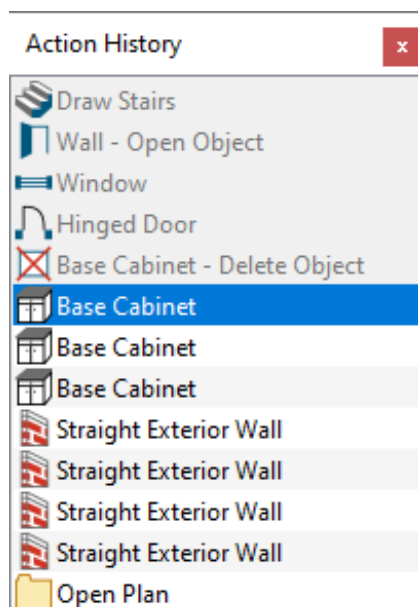 Action History
x
Draw Stairs
Wall - Open Object
Window
Hinged Door
Base Cabinet - Delete Object
Base Cabinet
Base Cabinet
Base Cabinet
Straight Exterior Wall
Straight Exterior Wall
Straight Exterior Wall
Straight Exterior Wall
Open Plan